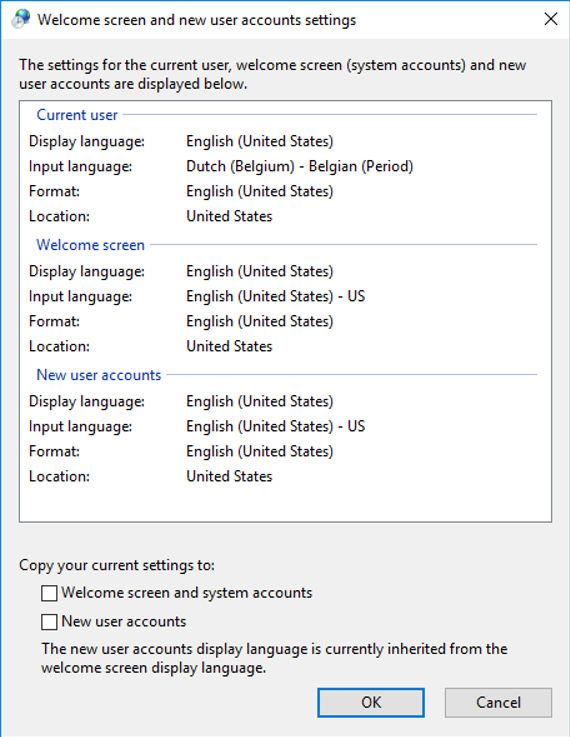 Welcome screen and new user accounts settings
The settings for the current user, welcome screen (system accounts) and new
user accounts are displayed below.
Current user
Display language: English (United States)
Input language: Dutch (Belgium) - Belgian (Period)
Format: English (United States)
Location: United States
Welcome screen
Display language: English (United States)
Input language: English (United States) - US
Format: English (United States)
Location: United States
New user accounts
Display language: English (United States)
Input language: English (United States) - US
Format: English (United States)
Location: United States
Copy your current settings to:
Welcome screen and system accounts
New user accounts
The new user accounts display language is currently inherited from the
welcome screen display language.
OK Cancel